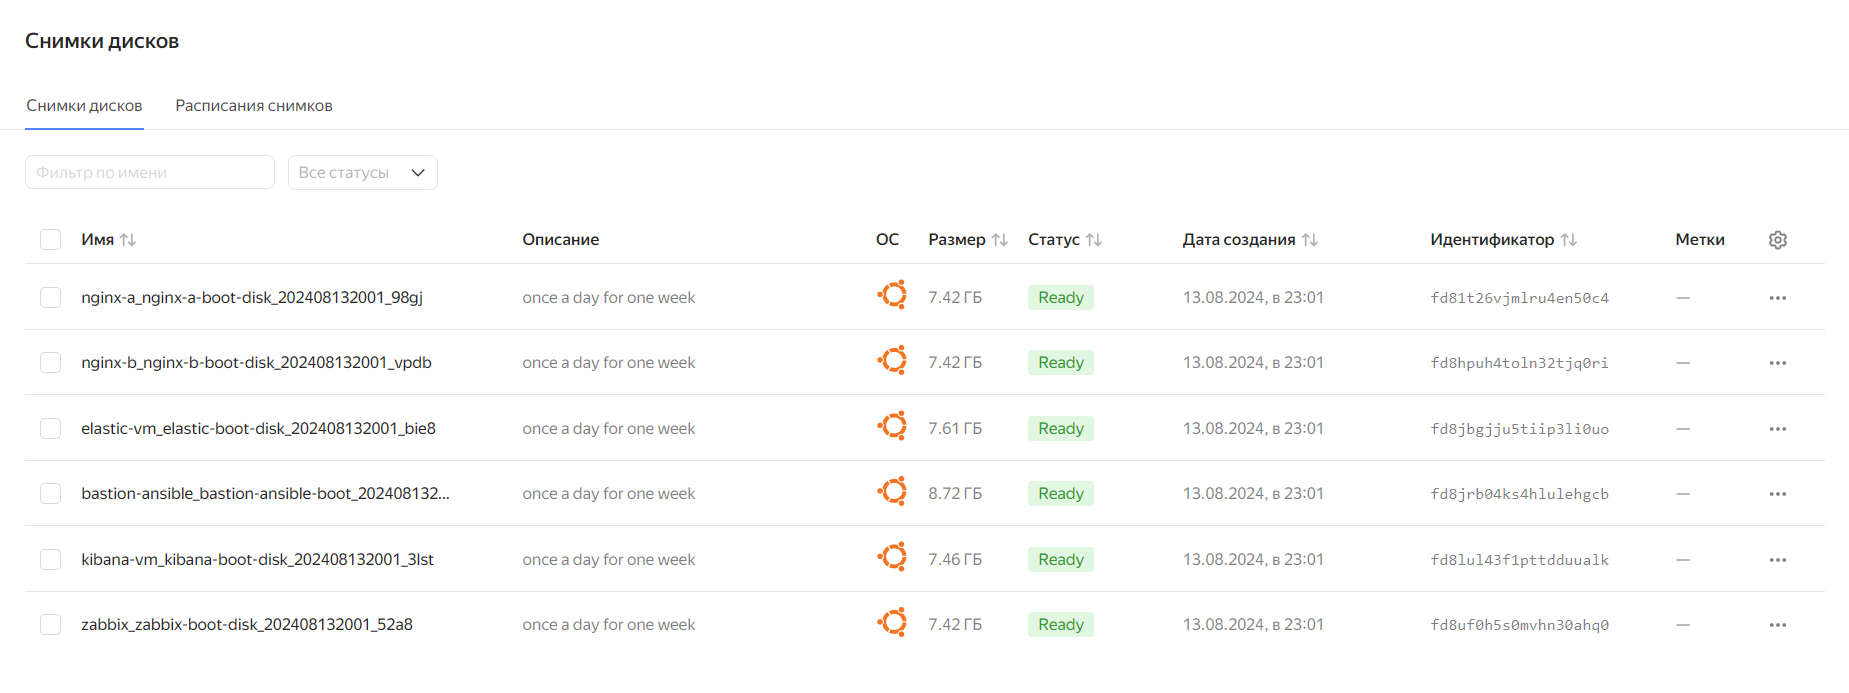 Снимки дисков
Снимки дисков Расписания снимков
Фильтр по имени Все статусы
Имя Описание ОС Размер Статус Дата создания Идентификатор Метки
nginx-a_nginx-a-boot-disk_202408132001_98gj once a day for one week 7.42 ГБ Ready 13.08.2024, в 23:01 fd81t26vjmlru4en50c4 —
nginx-b_nginx-b-boot-disk_202408132001_vpdb once a day for one week 7.42 ГБ Ready 13.08.2024, в 23:01 fd8hpuh4toln32tjq0ri —
elastic-vm_elastic-boot-disk_202408132001_bie8 once a day for one week 7.61 ГБ Ready 13.08.2024, в 23:01 fd8jbgjju5tiip3li0uo —
bastion-ansible_bastion-ansible-boot_202408132... once a day for one week 8.72 ГБ Ready 13.08.2024, в 23:01 fd8jrb04ks4hlulehgcb —
kibana-vm_kibana-boot-disk_202408132001_3lst once a day for one week 7.46 ГБ Ready 13.08.2024, в 23:01 fd8lul43f1pttdduualk —
zabbix_zabbix-boot-disk_202408132001_52a8 once a day for one week 7.42 ГБ Ready 13.08.2024, в 23:01 fd8uf0h5s0mvhn30ahq0 —